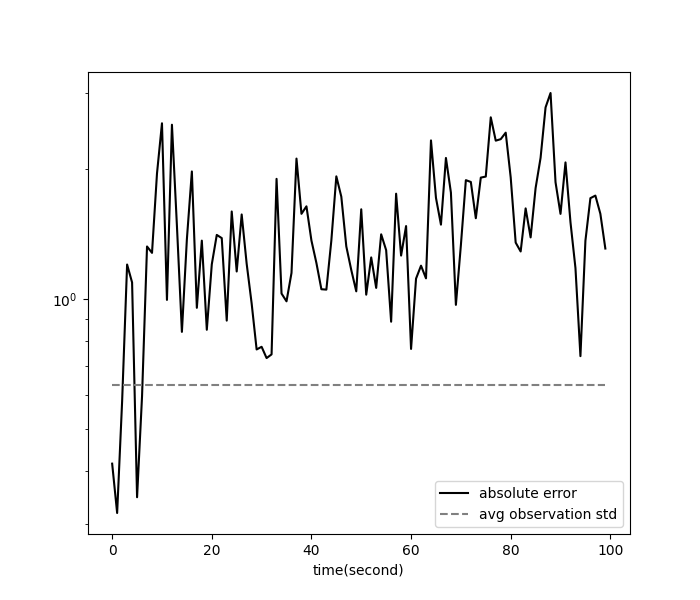 10⁰
0 20 40 60 80 100
time(second)
absolute error
avg observation std